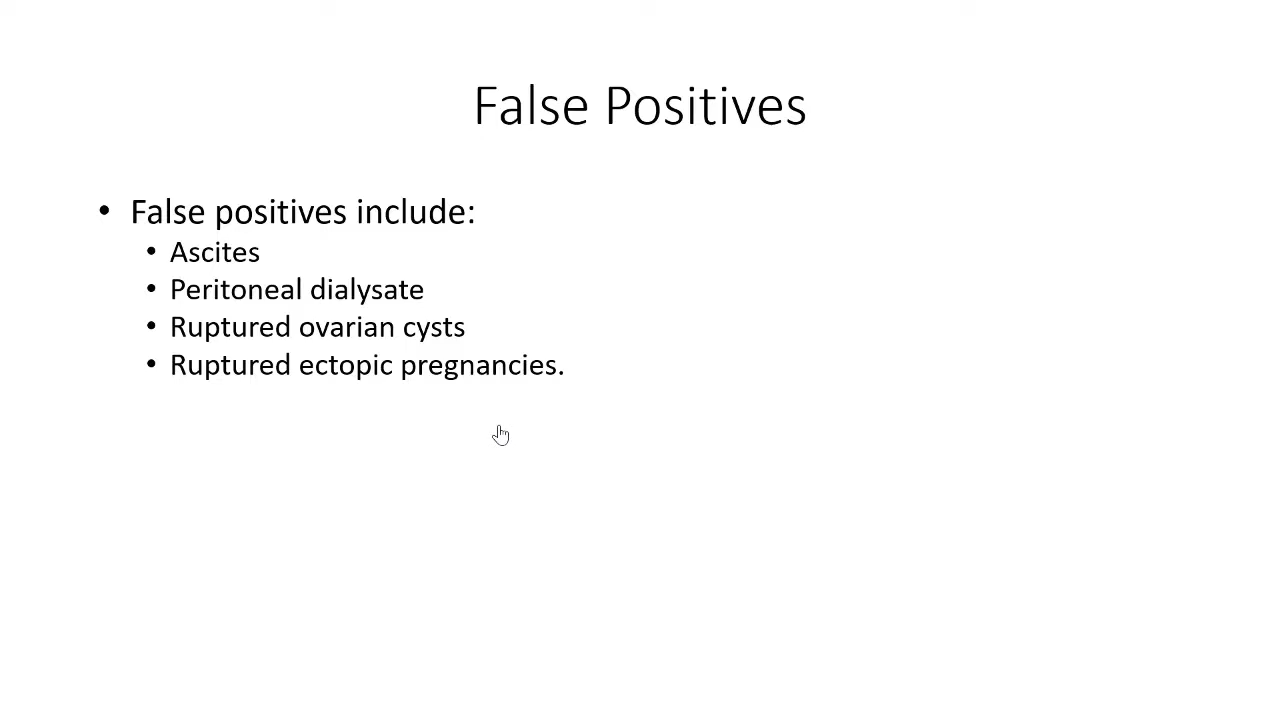 False Positives
• False positives include:
• Ascites
• Peritoneal dialysate
• Ruptured ovarian cysts
• Ruptured ectopic pregnancies.